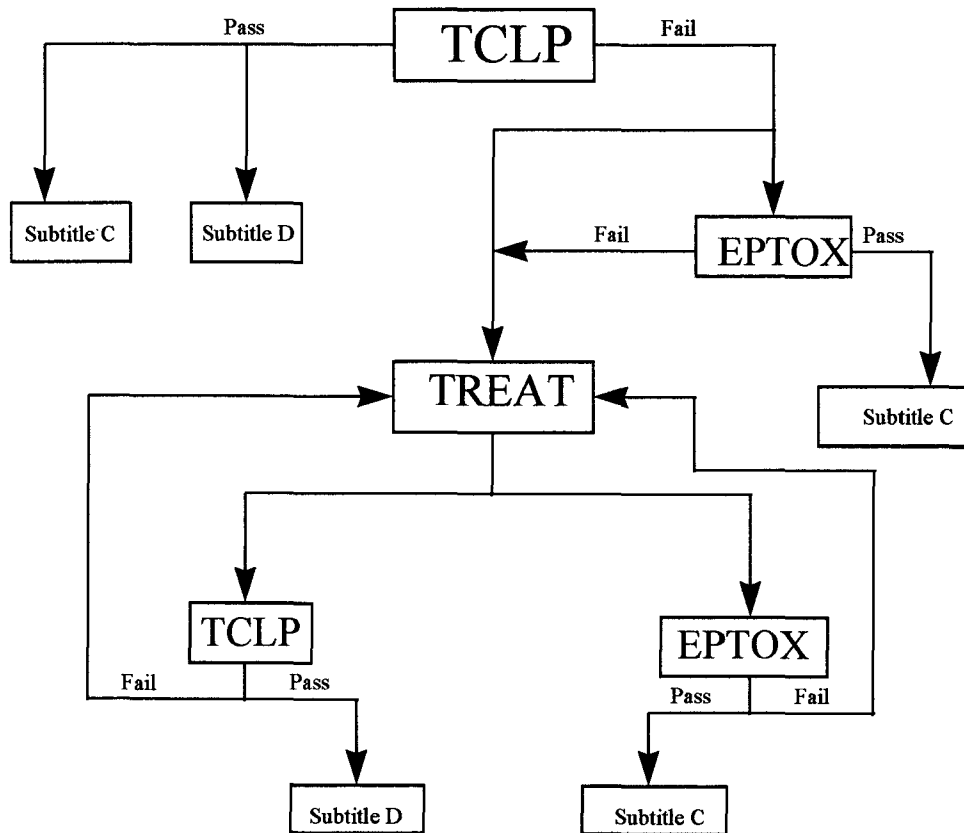 Pass
TCLP
Fail
Subtitle C
Subtitle D
Fail
EPTOX
Pass
TREAT
Subtitle C
TCLP
EPTOX
Fail
Pass
Pass
Fail
Subtitle D
Subtitle C